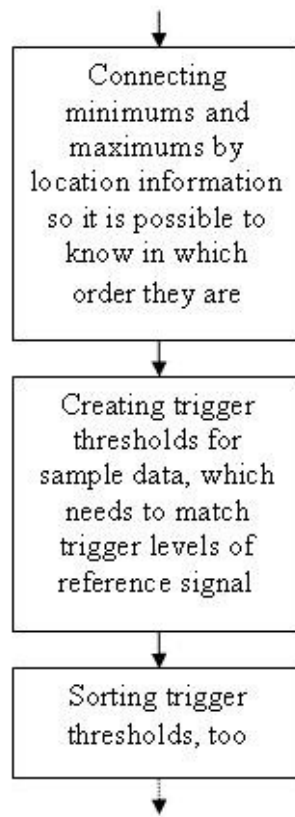 Connecting
minimums and
maximums by
location information
so it is possible to
know in which
order they are
Creating trigger
thresholds for
sample data, which
needs to match
trigger levels of
reference signal
Sorting trigger
thresholds, too